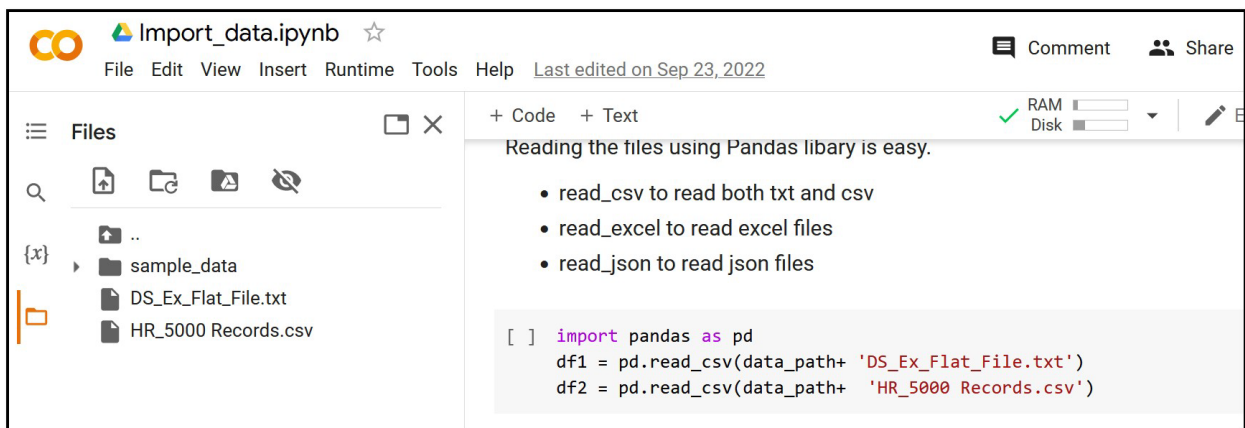 Import_data.ipynb
File Edit View Insert Runtime Tools Help Last edited on Sep 23, 2022
Comment Share
Files
+ Code + Text
RAM
Disk
E
{x}
..
sample_data
DS_Ex_Flat_File.txt
HR_5000 Records.csv
Reading the files using Pandas libary is easy.
• read_csv to read both txt and csv
• read_excel to read excel files
• read_json to read json files
[ ] import pandas as pd
df1 = pd.read_csv(data_path+ 'DS_Ex_Flat_File.txt')
df2 = pd.read_csv(data_path+  'HR_5000 Records.csv')